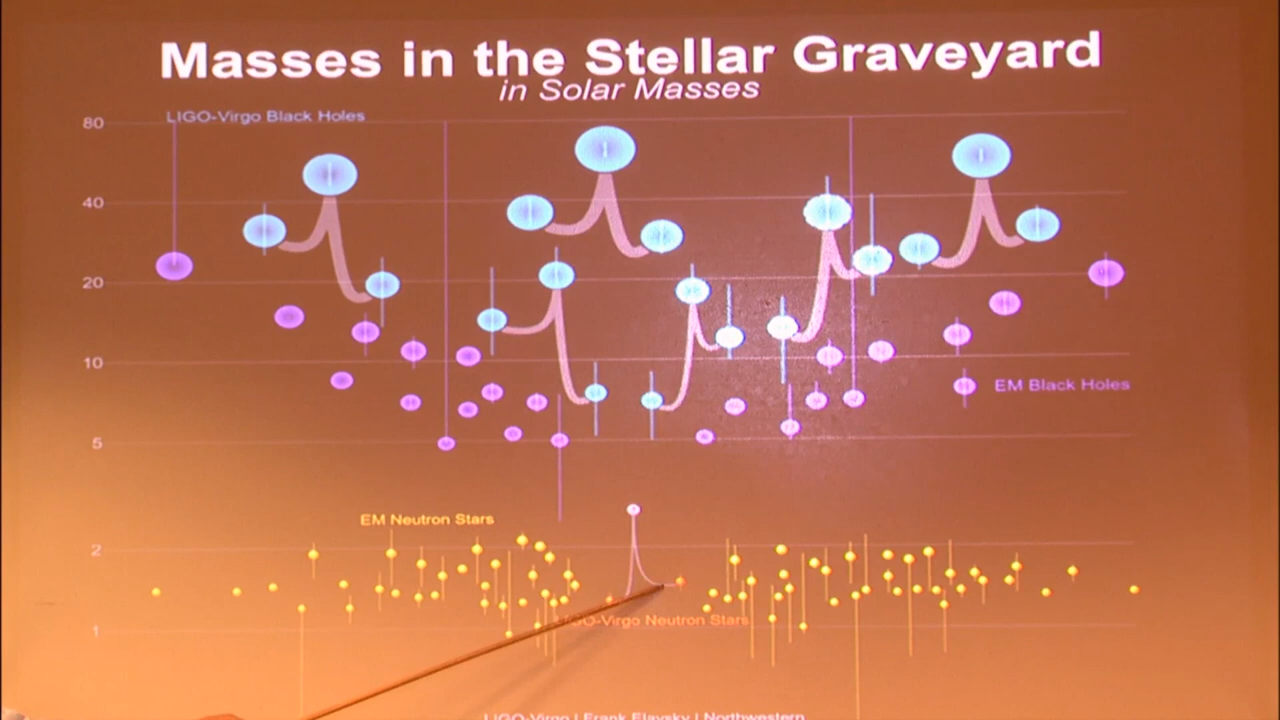 Masses in the Stellar Graveyard
in Solar Masses
LIGO-Virgo Black Holes
80
40
20
10
EM Black Holes
5
EM Neutron Stars
2
LIGO-Virgo Neutron Stars
1
LIGO-Virgo | Frank Elavsky | Northwestern